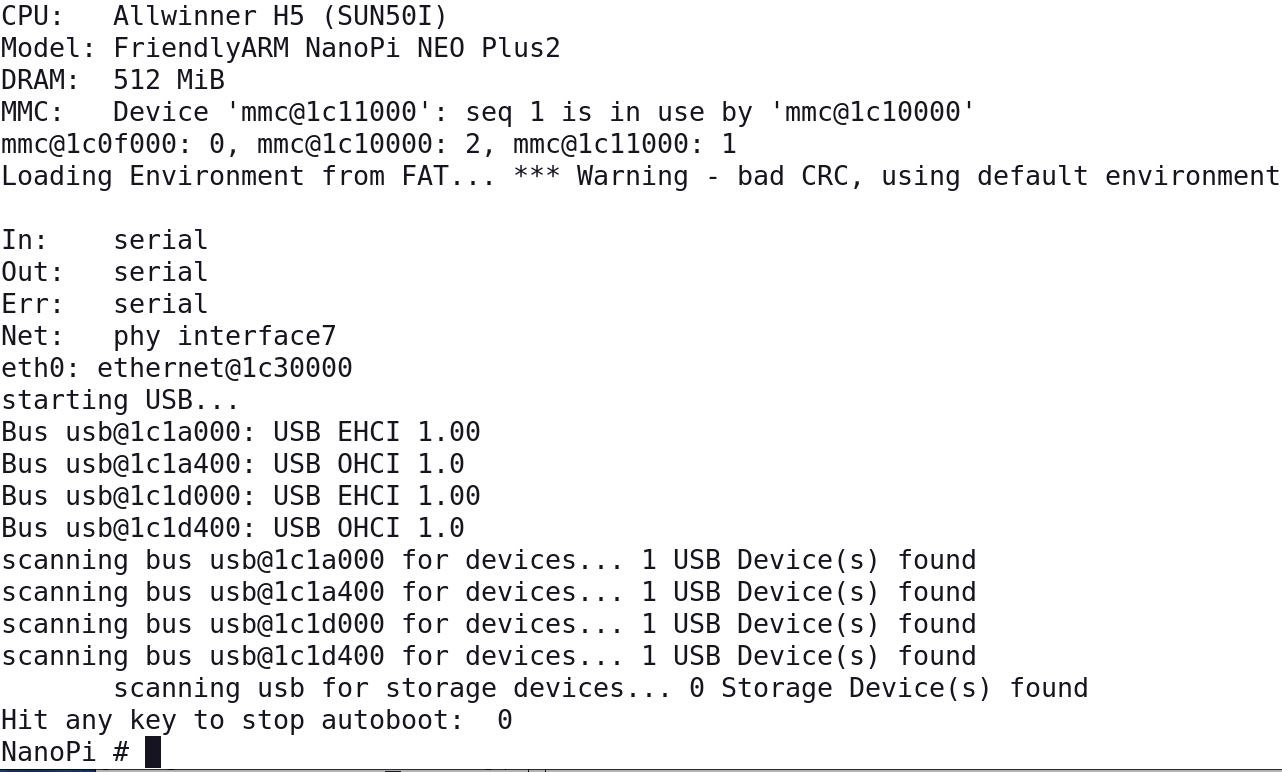 CPU:   Allwinner H5 (SUN50I)
Model: FriendlyARM NanoPi NEO Plus2
DRAM:  512 MiB
MMC:   Device 'mmc@1c11000': seq 1 is in use by 'mmc@1c10000'
mmc@1c0f000: 0, mmc@1c10000: 2, mmc@1c11000: 1
Loading Environment from FAT... *** Warning - bad CRC, using default environment

In:    serial
Out:   serial
Err:   serial
Net:   phy interface7
eth0: ethernet@1c30000
starting USB...
Bus usb@1c1a000: USB EHCI 1.00
Bus usb@1c1a400: USB OHCI 1.0
Bus usb@1c1d000: USB EHCI 1.00
Bus usb@1c1d400: USB OHCI 1.0
scanning bus usb@1c1a000 for devices... 1 USB Device(s) found
scanning bus usb@1c1a400 for devices... 1 USB Device(s) found
scanning bus usb@1c1d000 for devices... 1 USB Device(s) found
scanning bus usb@1c1d400 for devices... 1 USB Device(s) found
       scanning usb for storage devices... 0 Storage Device(s) found
Hit any key to stop autoboot:  0
NanoPi #